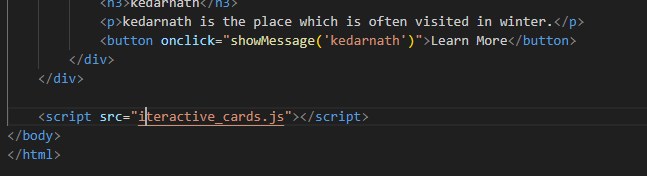 <h3>kedarnath</h3>
<p>kedarnath is the place which is often visited in winter.</p>
<button onclick="showMessage('kedarnath')">Learn More</button>
</div>
</div>
<script src="iteractive_cards.js"></script>
</body>
</html>